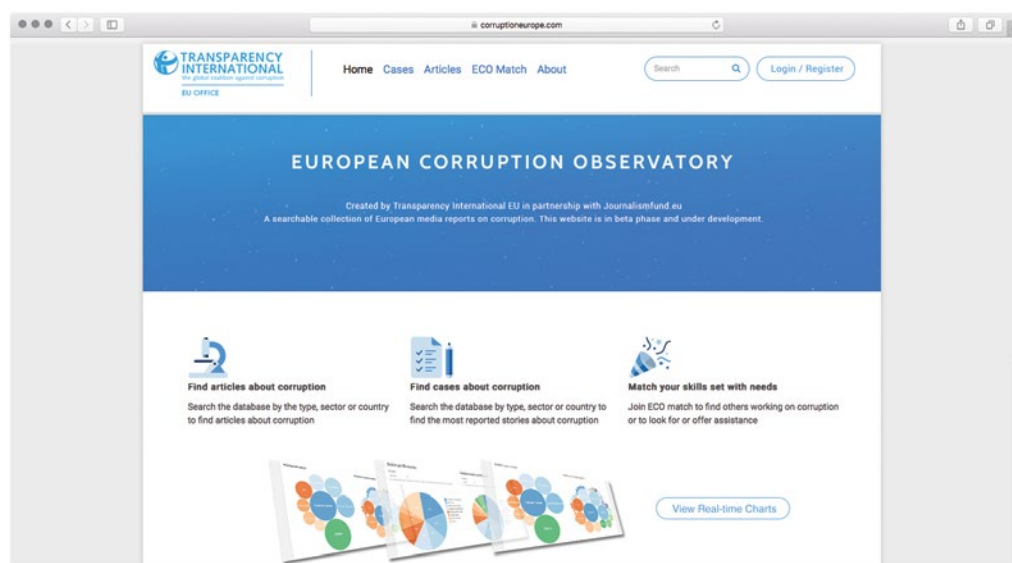 corruptioneurope.com
TRANSPARENCY
INTERNATIONAL
the global coalition against corruption
EU OFFICE
Home Cases Articles ECO Match About
Search
Login / Register
EUROPEAN CORRUPTION OBSERVATORY
Created by Transparency International EU in partnership with Journalismfund.eu
A searchable collection of European media reports on corruption. This website is in beta phase and under development.
Find articles about corruption
Search the database by the type, sector or country
to find articles about corruption
Find cases about corruption
Search the database by type, sector or country to
find the most reported stories about corruption
Match your skills set with needs
Join ECO match to find others working on corruption
or to look for or offer assistance
View Real-time Charts